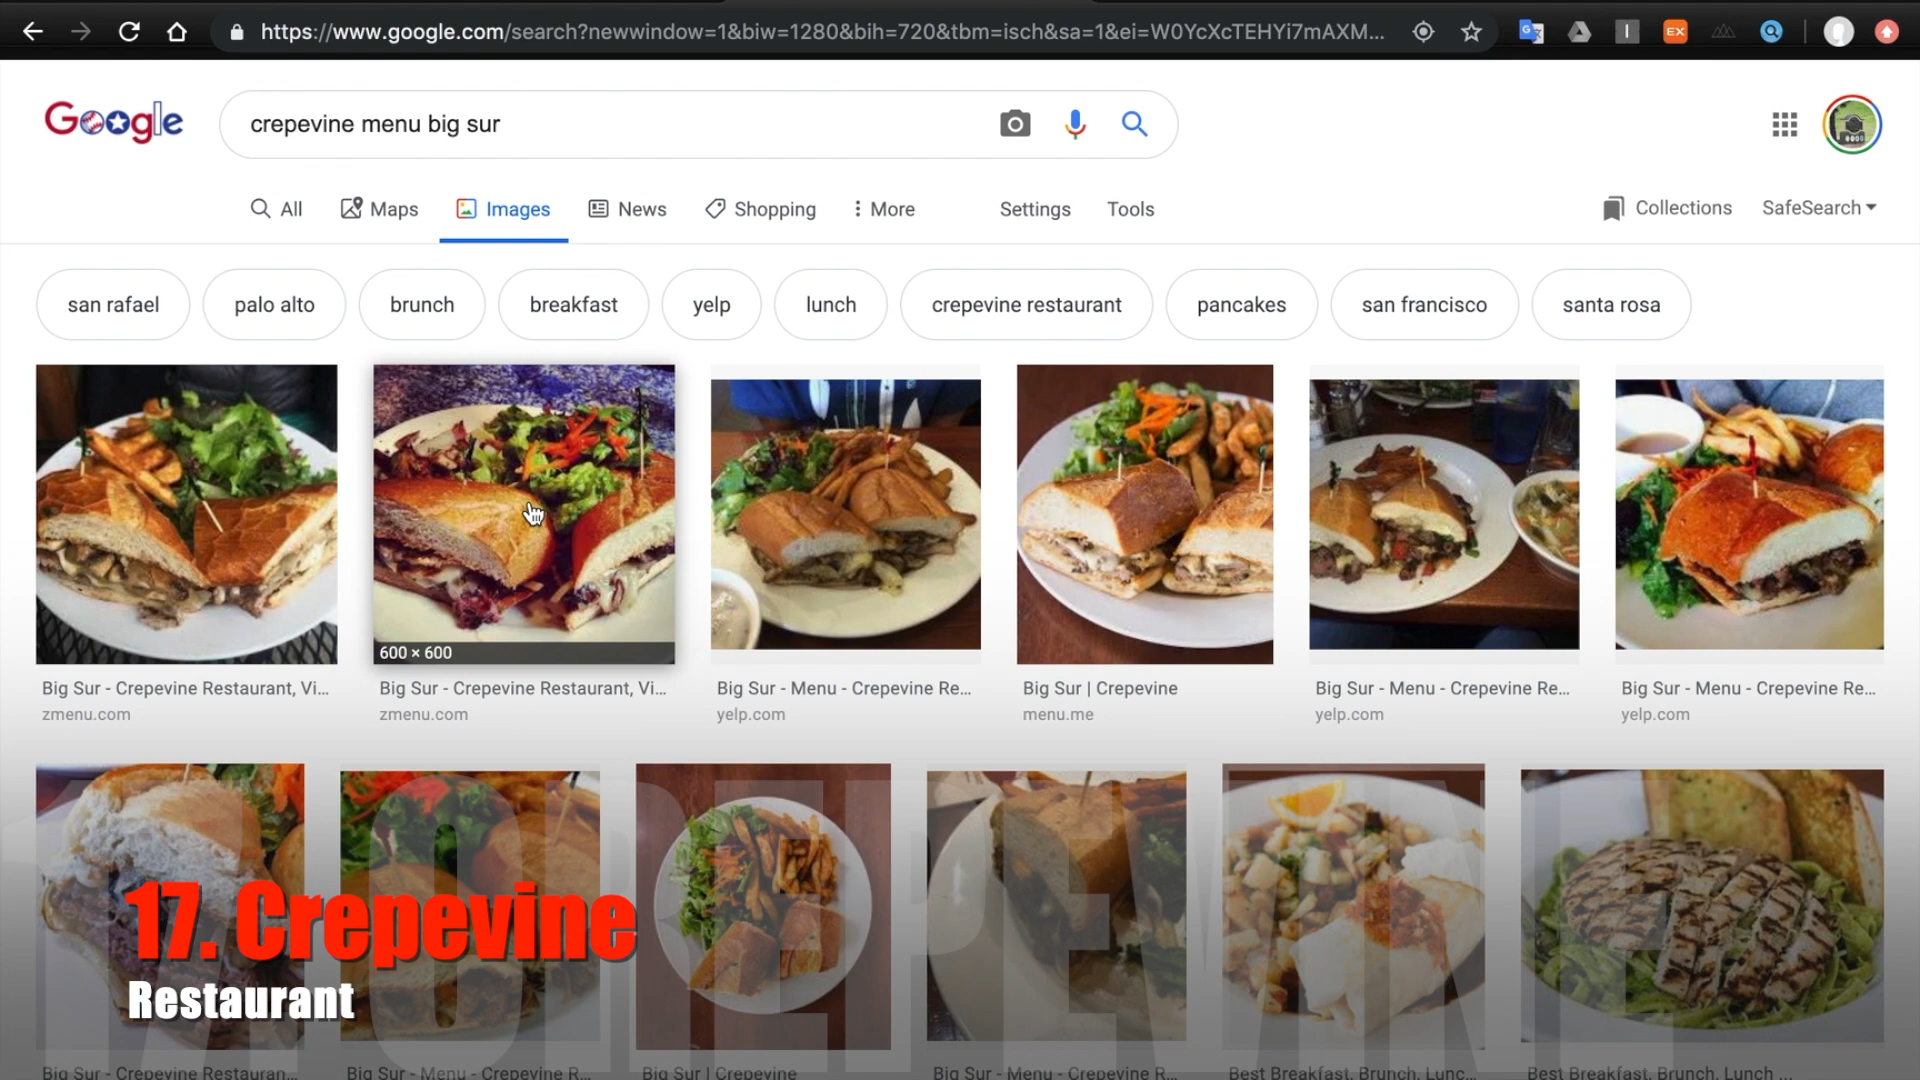 https://www.google.com/search?newwindow=1&biw=1280&bih=720&tbm=isch&sa=1&ei=W0YcXcTEHYi7mAXM...
EX
Google
crepevine menu big sur
All Maps Images News Shopping More Settings Tools Collections SafeSearch
san rafael palo alto brunch breakfast yelp lunch crepevine restaurant pancakes san francisco santa rosa
600 × 600
Big Sur - Crepevine Restaurant, Vi... Big Sur - Crepevine Restaurant, Vi... Big Sur - Menu - Crepevine Re... Big Sur | Crepevine Big Sur - Menu - Crepevine Re... Big Sur - Menu - Crepevine Re...
zmenu.com zmenu.com yelp.com menu.me yelp.com yelp.com
17. CREPEVINE
17. Crepevine
Restaurant
Big Sur - Crepevine Restauran... Big Sur - Menu - Crepevine R... Big Sur | Crepevine Big Sur - Menu - Crepevine R... Best Breakfast, Brunch, Lunc... Best Breakfast, Brunch, Lunch ...